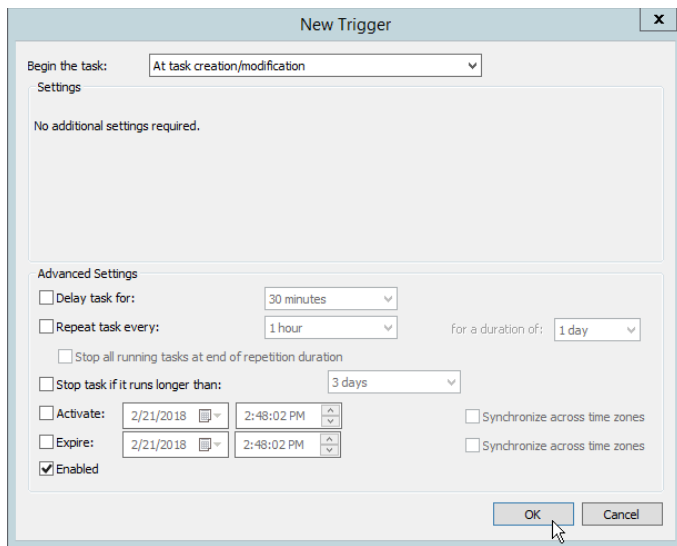 New Trigger
x
Begin the task: At task creation/modification
Settings
No additional settings required.
Advanced Settings
Delay task for: 30 minutes
Repeat task every: 1 hour for a duration of: 1 day
Stop all running tasks at end of repetition duration
Stop task if it runs longer than: 3 days
Activate: 2/21/2018 2:48:02 PM Synchronize across time zones
Expire: 2/21/2018 2:48:02 PM Synchronize across time zones
Enabled
OK Cancel